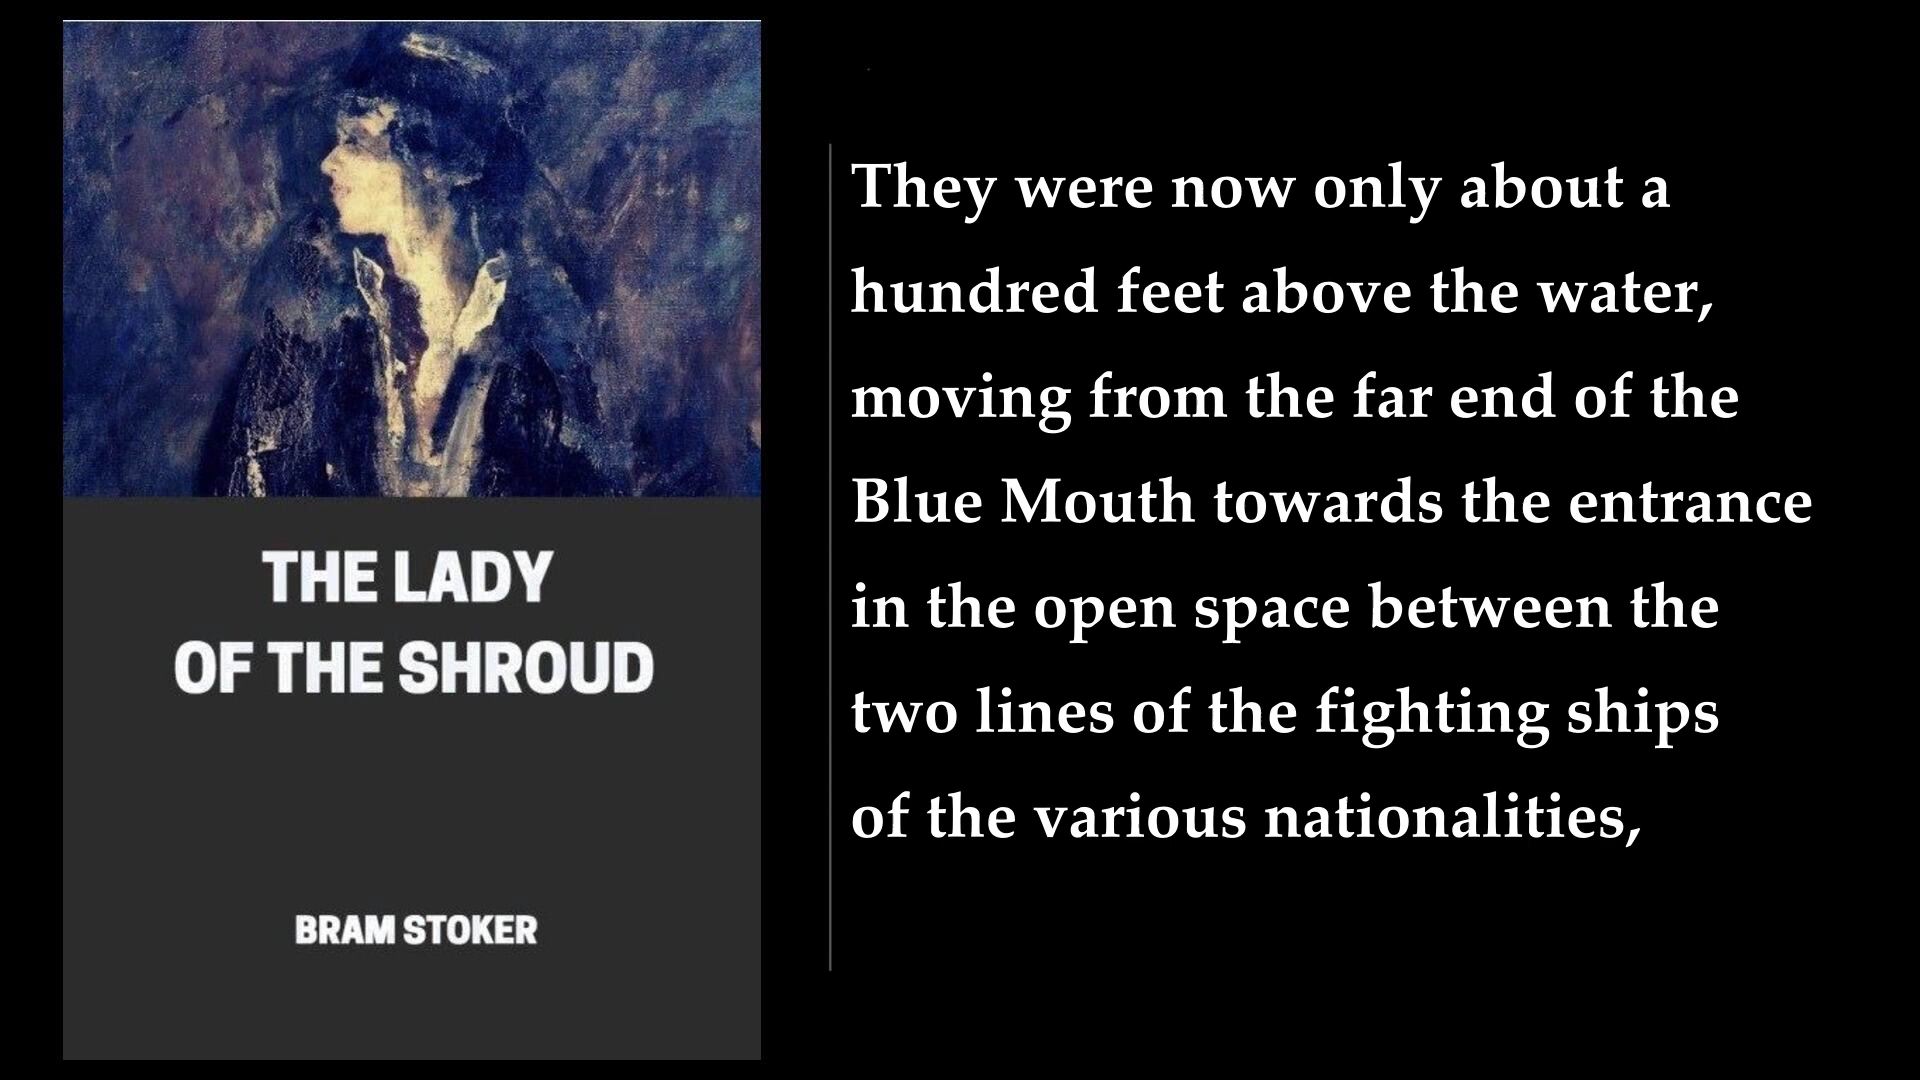 THE LADY
OF THE SHROUD
BRAM STOKER
They were now only about a
hundred feet above the water,
moving from the far end of the
Blue Mouth towards the entrance
in the open space between the
two lines of the fighting ships
of the various nationalities,